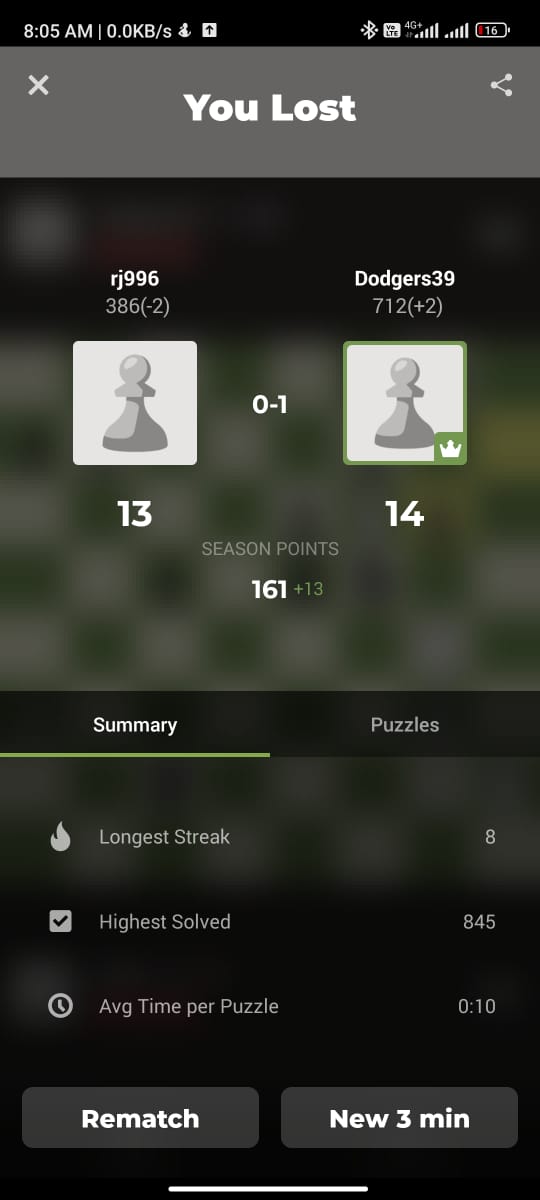 8:05 AM | 0.0KB/s
Vo LTE 4G+ 16
You Lost
rj996 Dodgers39
386(-2) 712(+2)
0-1
13 14
SEASON POINTS
161 +13
Summary Puzzles
Longest Streak 8
Highest Solved 845
Avg Time per Puzzle 0:10
Rematch New 3 min